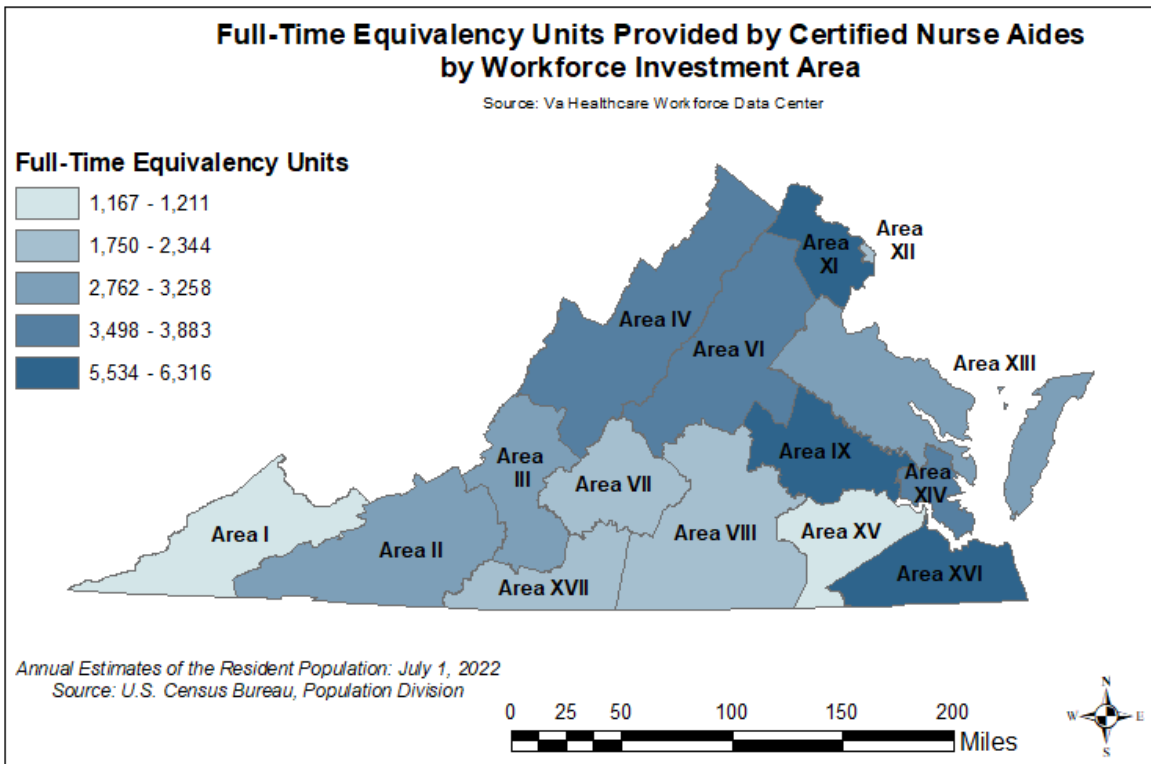 Full-Time Equivalency Units Provided by Certified Nurse Aides
by Workforce Investment Area
Source: Va Healthcare Workforce Data Center
Full-Time Equivalency Units
1,167 - 1,211
1,750 - 2,344
2,762 - 3,258
3,498 - 3,883
5,534 - 6,316
Area
XI
Area
XII
Area IV
Area VI
Area XIII
Area
III
Area VII
Area IX
Area
XIV
Area I
Area II
Area VIII
Area XV
Area XVII
Area XVI
Annual Estimates of the Resident Population: July 1, 2022
Source: U.S. Census Bureau, Population Division
0 25 50 100 150 200
Miles
N
W E
S